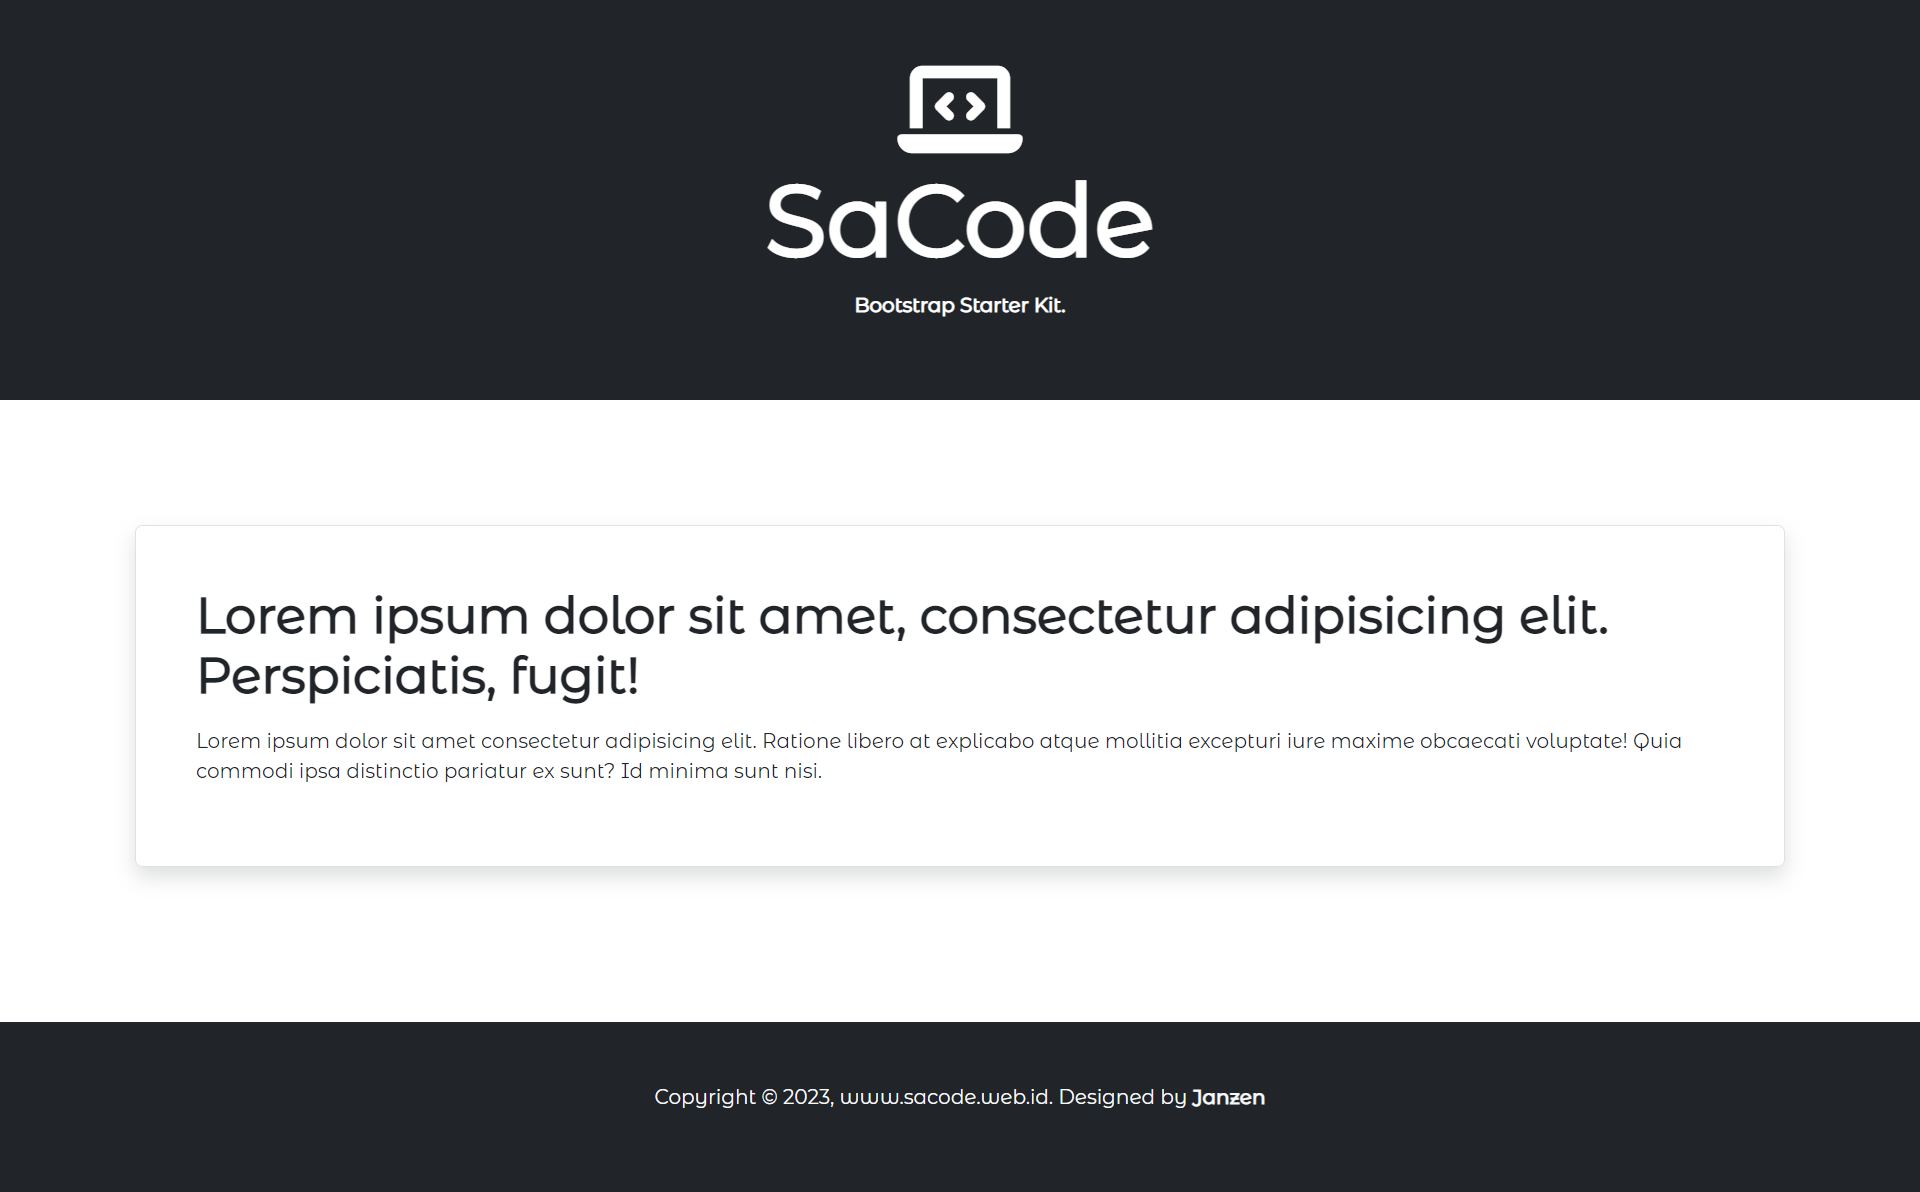 SaCode
Bootstrap Starter Kit.
Lorem ipsum dolor sit amet, consectetur adipisicing elit.
Perspiciatis, fugit!
Lorem ipsum dolor sit amet consectetur adipisicing elit. Ratione libero at explicabo atque mollitia excepturi iure maxime obcaecati voluptate! Quia
commodi ipsa distinctio pariatur ex sunt? Id minima sunt nisi.
Copyright © 2023, www.sacode.web.id. Designed by Janzen